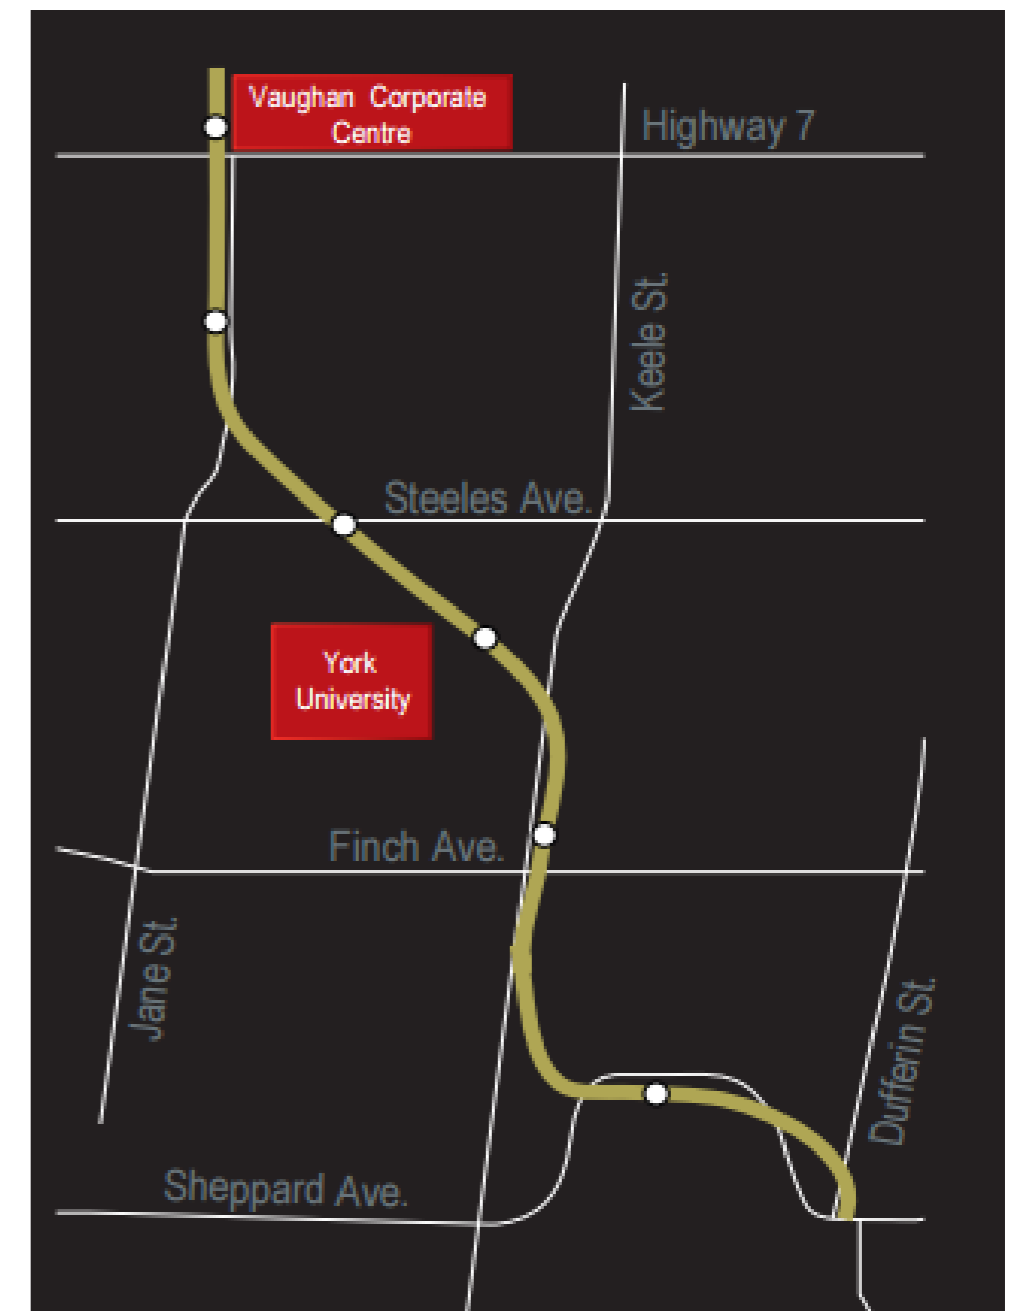 Vaughan Corporate
Centre
Highway 7
Keele St.
Steeles Ave.
York
University
Finch Ave.
Jane St.
Dufferin St.
Sheppard Ave.